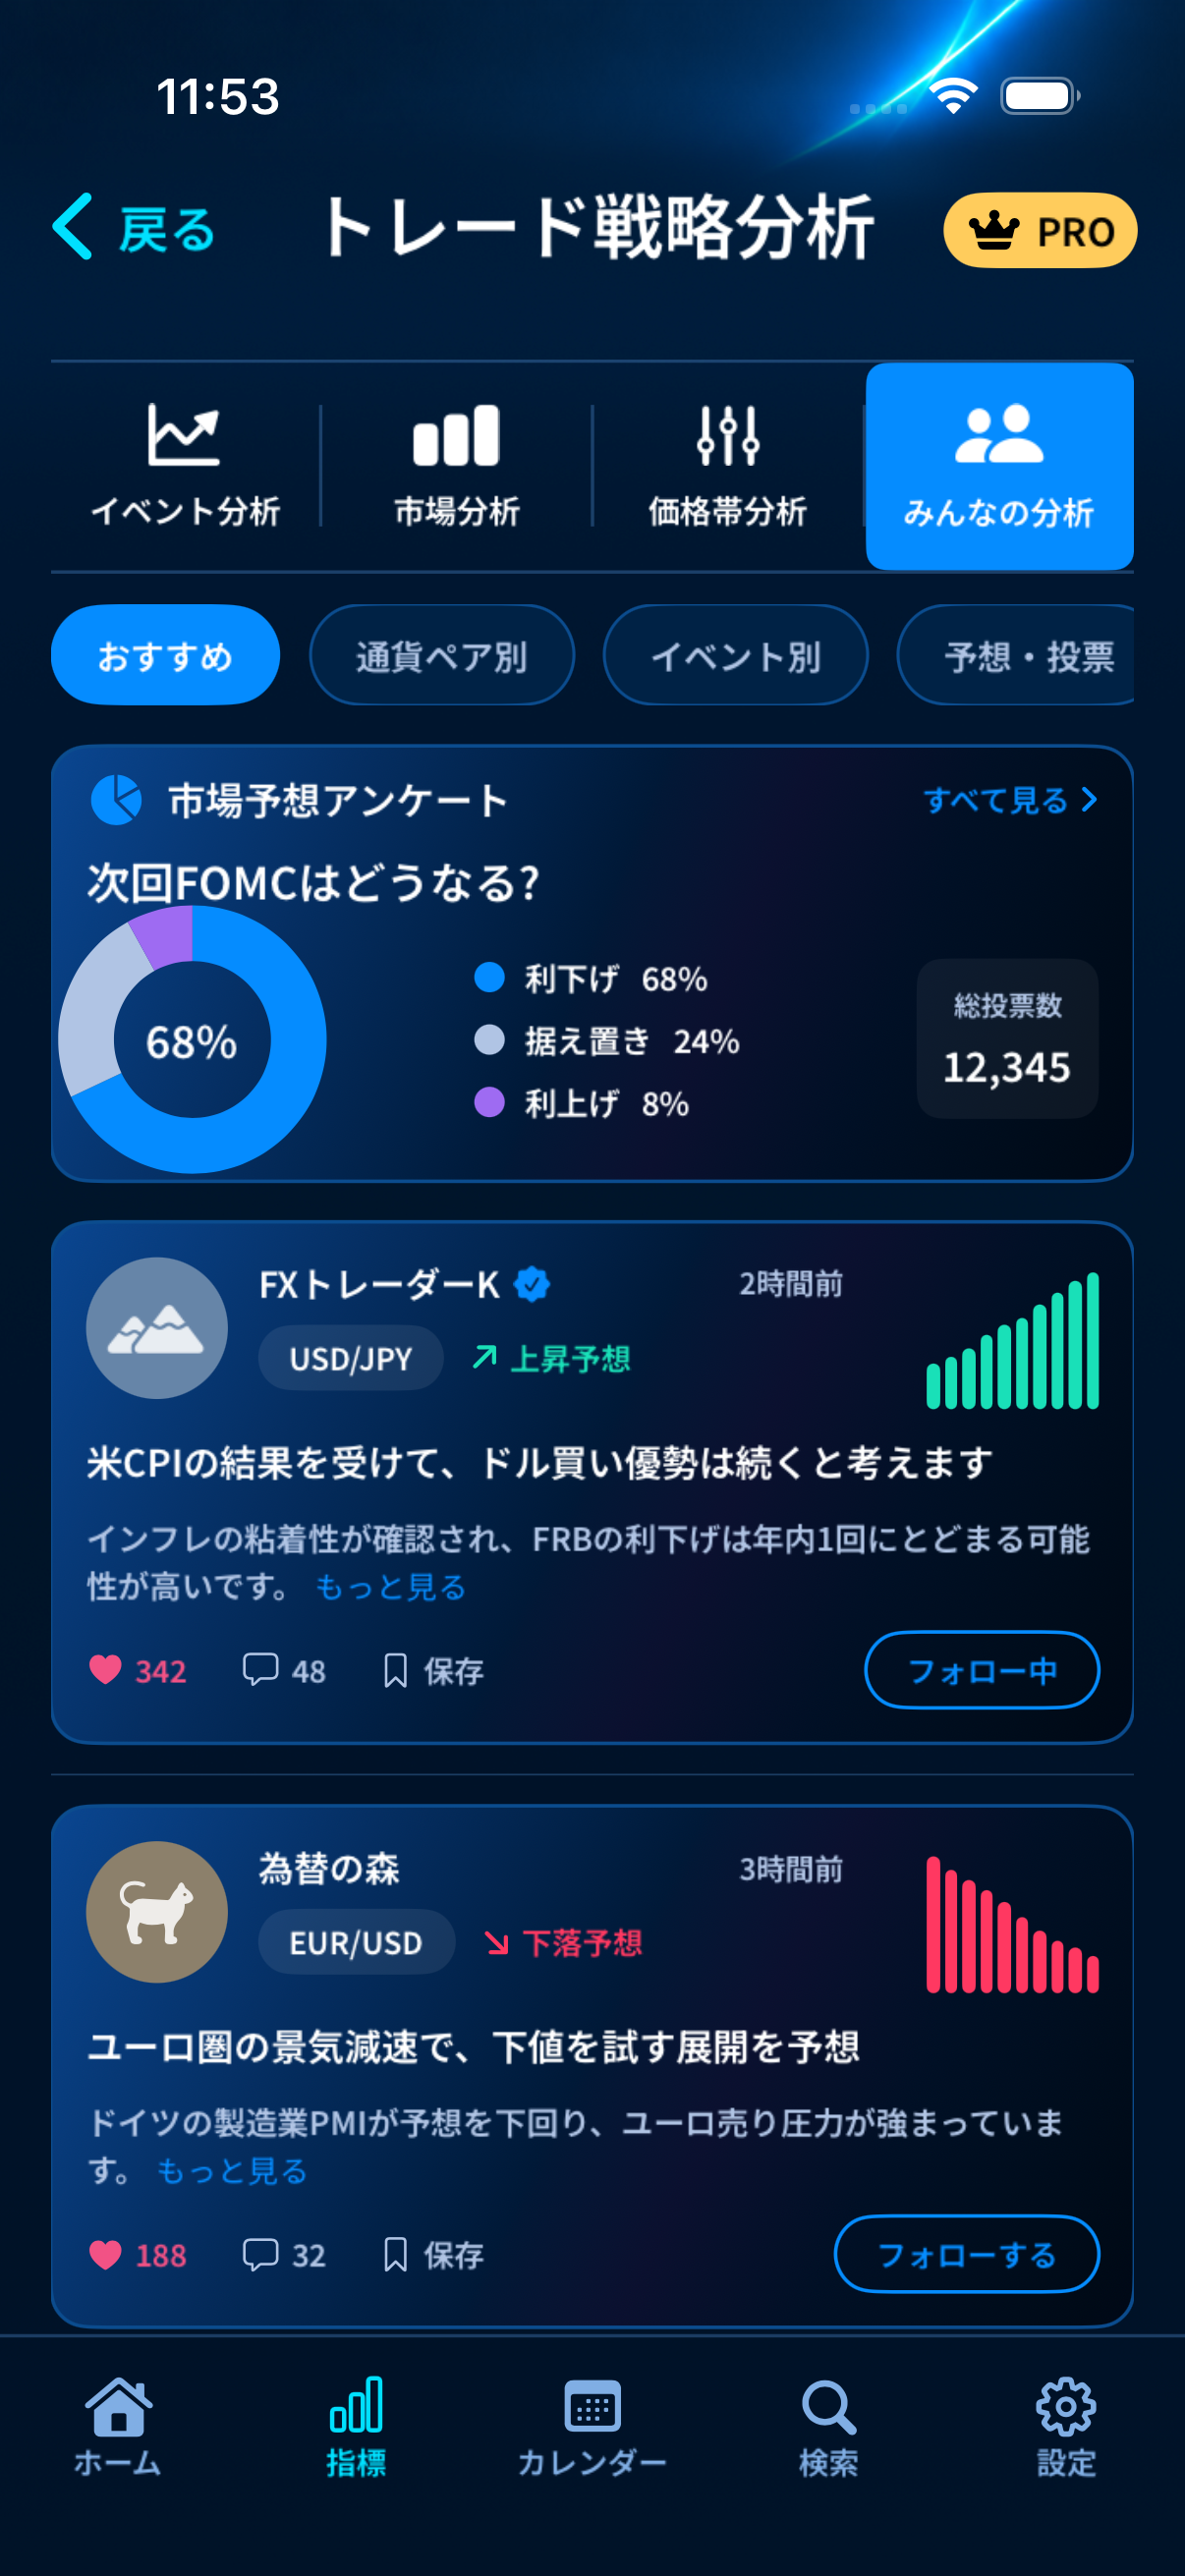 11:53
戻る
トレード戦略分析
PRO
イベント分析
市場分析
価格帯分析
みんなの分析
おすすめ
通貨ペア別
イベント別
予想・投票
市場予想アンケート
すべて見る
次回FOMCはどうなる?
68%
利下げ 68%
据え置き 24%
利上げ 8%
総投票数
12,345
FXトレーダーK
2時間前
USD/JPY
上昇予想
米CPIの結果を受けて、ドル買い優勢は続くと考えます
インフレの粘着性が確認され、FRBの利下げは年内1回にとどまる可能
性が高いです。 もっと見る
342
48
保存
フォロー中
為替の森
3時間前
EUR/USD
下落予想
ユーロ圏の景気減速で、下値を試す展開を予想
ドイツの製造業PMIが予想を下回り、ユーロ売り圧力が強まっていま
す。 もっと見る
188
32
保存
フォローする
ホーム
指標
カレンダー
検索
設定